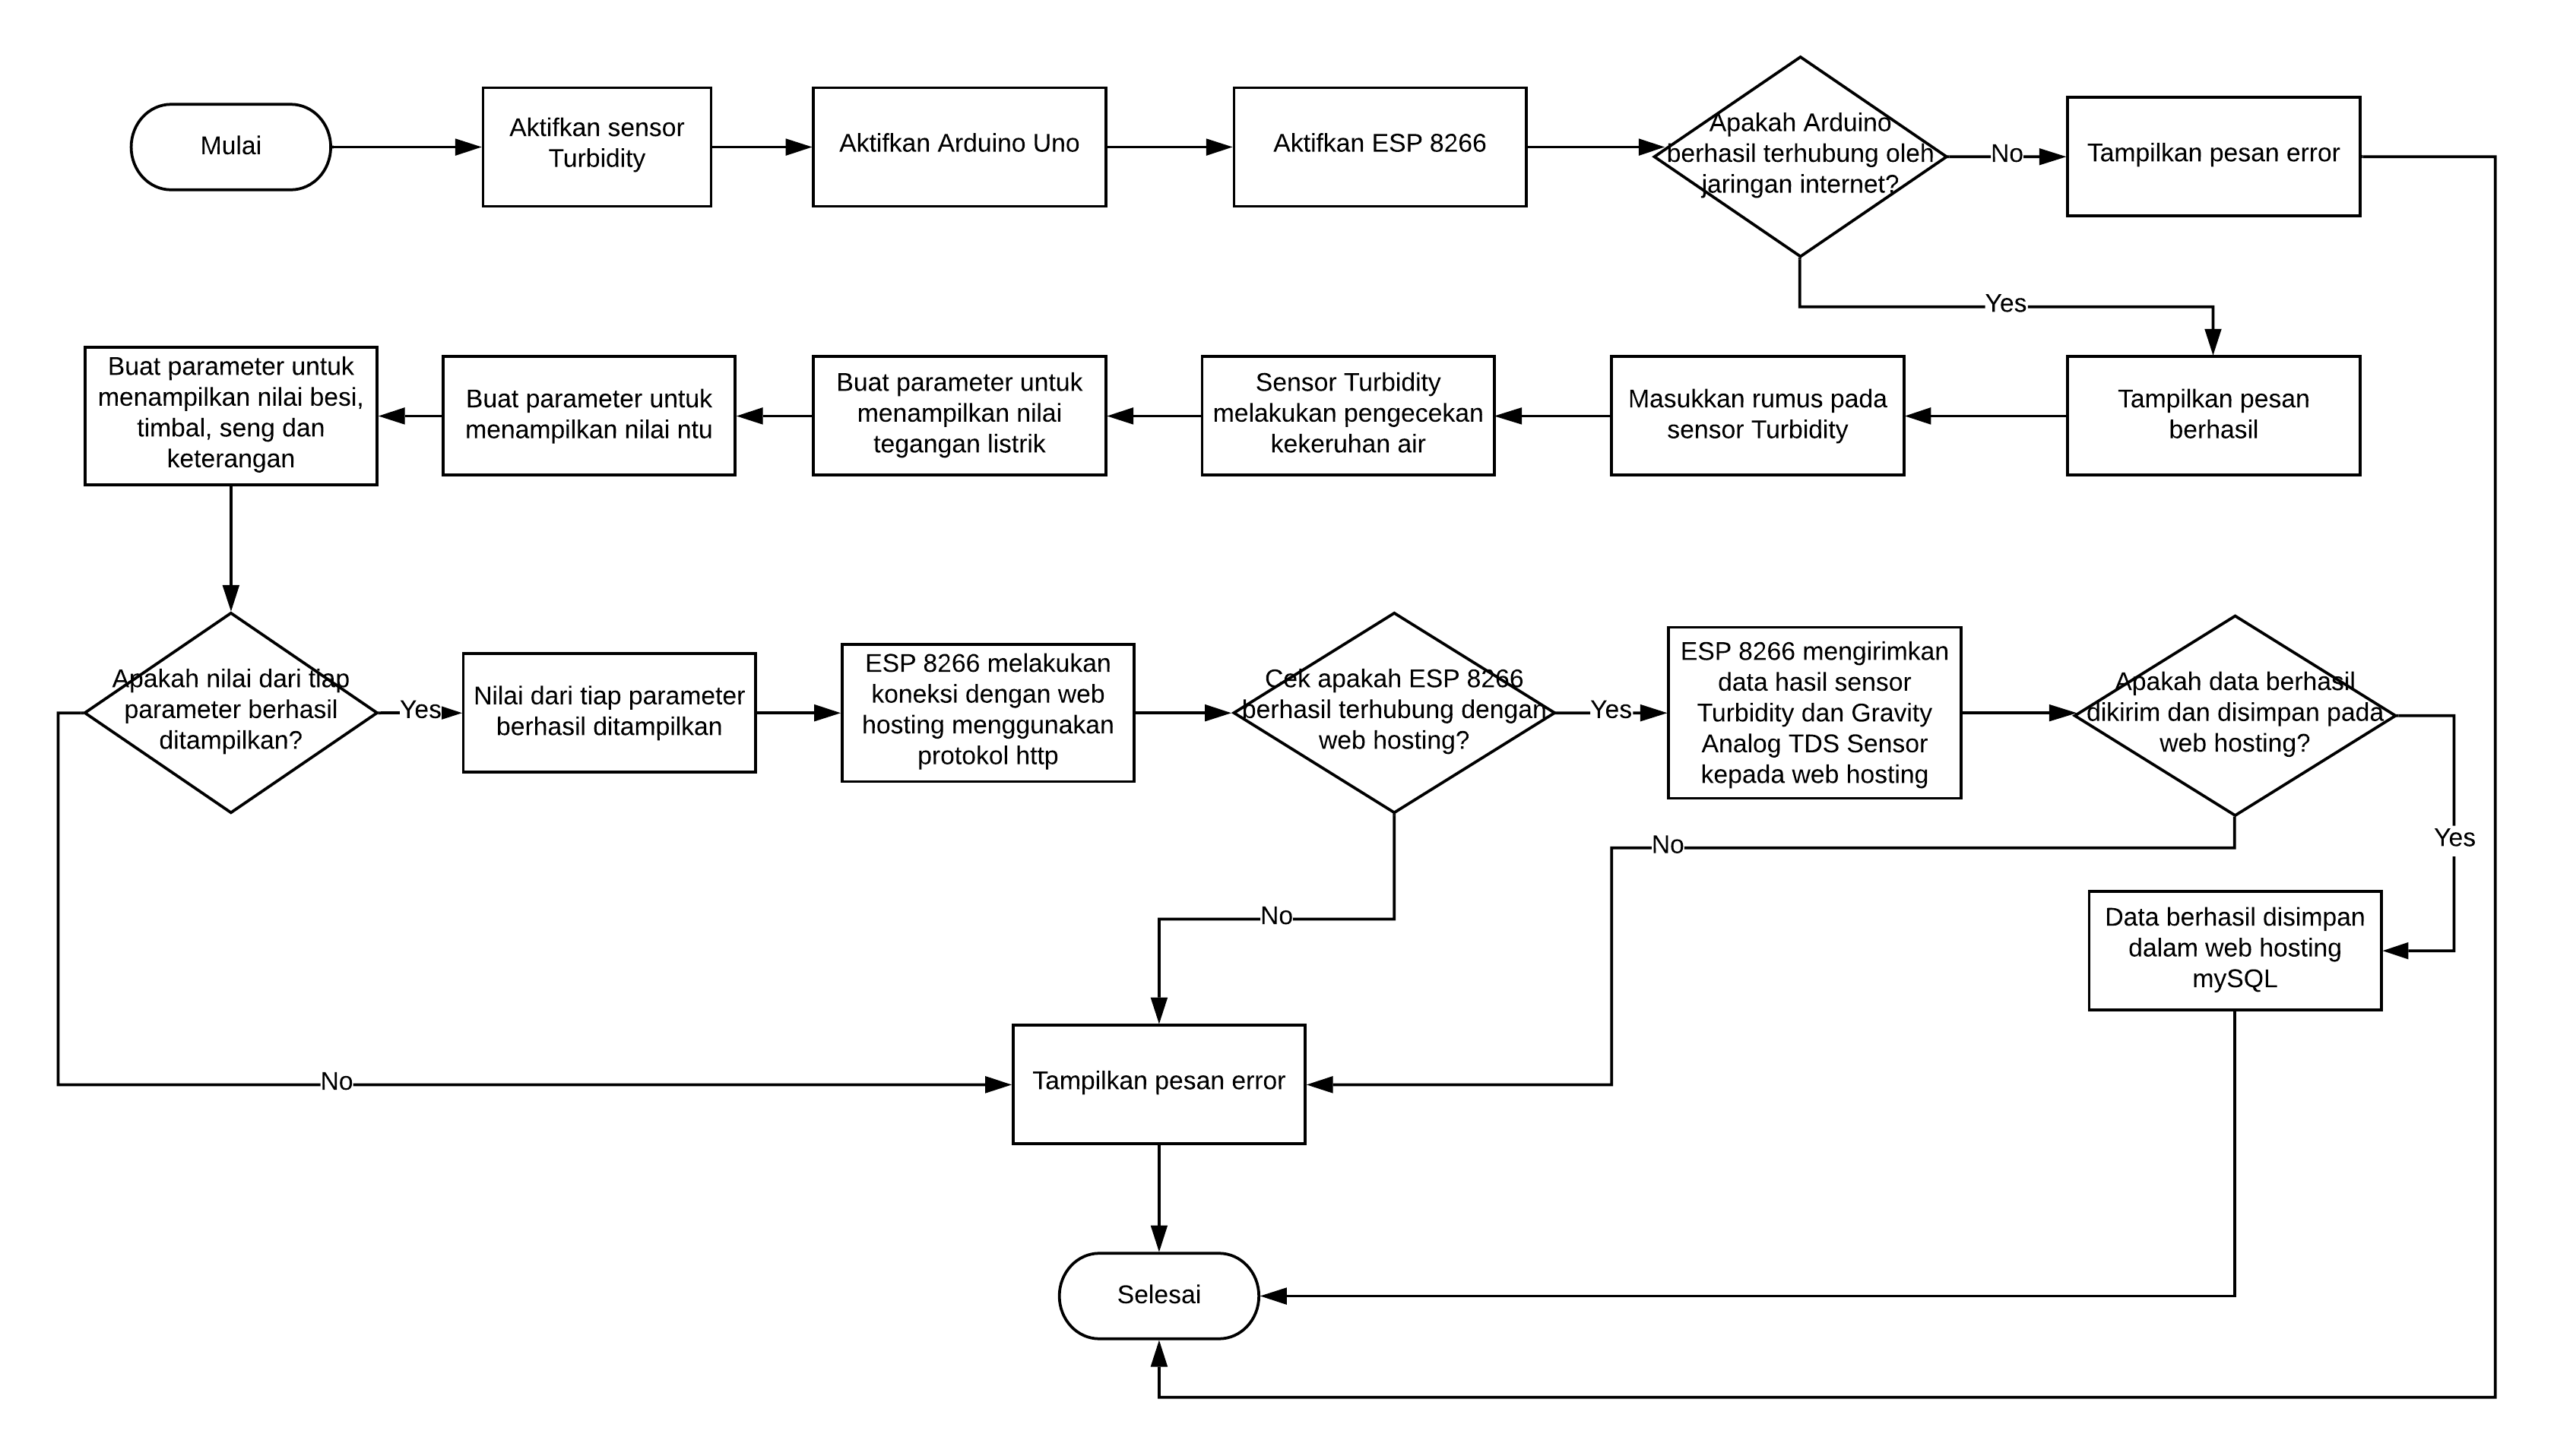 Mulai
Aktifkan sensor
Turbidity
Aktifkan Arduino Uno
Aktifkan ESP 8266
Apakah Arduino
berhasil terhubung oleh
jaringan internet?
No
Tampilkan pesan error
Yes
Tampilkan pesan
berhasil
Masukkan rumus pada
sensor Turbidity
Sensor Turbidity
melakukan pengecekan
kekeruhan air
Buat parameter untuk
menampilkan nilai
tegangan listrik
Buat parameter untuk
menampilkan nilai ntu
Buat parameter untuk
menampilkan nilai besi,
timbal, seng dan
keterangan
Apakah nilai dari tiap
parameter berhasil
ditampilkan?
Yes
Nilai dari tiap parameter
berhasil ditampilkan
ESP 8266 melakukan
koneksi dengan web
hosting menggunakan
protokol http
Cek apakah ESP 8266
berhasil terhubung dengan
web hosting?
Yes
ESP 8266 mengirimkan
data hasil sensor
Turbidity dan Gravity
Analog TDS Sensor
kepada web hosting
Apakah data berhasil
dikirim dan disimpan pada
web hosting?
Yes
No
No
Data berhasil disimpan
dalam web hosting
mySQL
No
Tampilkan pesan error
Selesai